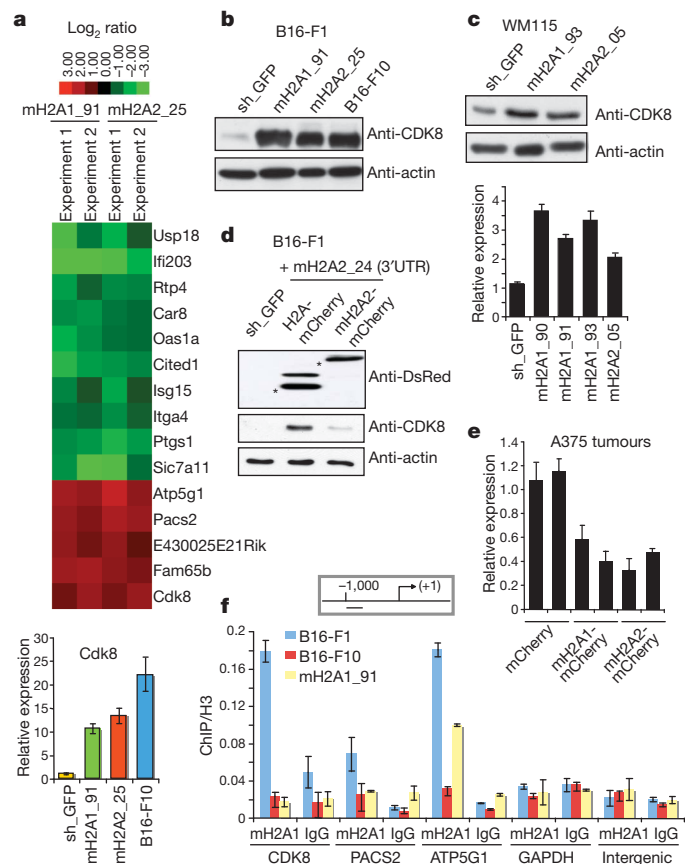 a
Log2 ratio
3.00
2.00
1.00
0.00
−1.00
−2.00
−3.00
mH2A1_91
mH2A2_25
Experiment 1
Experiment 2
Experiment 1
Experiment 2
Usp18
Ifi203
Rtp4
Car8
Oas1a
Cited1
Isg15
Itga4
Ptgs1
Slc7a11
Atp5g1
Pacs2
E430025E21Rik
Fam65b
Cdk8
Cdk8
Relative expression
30
25
20
15
10
5
0
sh_GFP
mH2A1_91
mH2A2_25
B16-F10
b
B16-F1
sh_GFP
mH2A1_91
mH2A2_25
B16-F10
Anti-CDK8
Anti-actin
c
WM115
sh_GFP
mH2A1_93
mH2A2_05
Anti-CDK8
Anti-actin
Relative expression
5
4
3
2
1
0
sh_GFP
mH2A1_90
mH2A1_91
mH2A1_93
mH2A2_05
d
B16-F1
+ mH2A2_24 (3′UTR)
sh_GFP
H2A-
mCherry
mH2A2-
mCherry
*
*
Anti-DsRed
Anti-CDK8
Anti-actin
e
A375 tumours
Relative expression
1.4
1.2
1.0
0.8
0.6
0.4
0.2
0
mCherry
mH2A1-
mCherry
mH2A2-
mCherry
f
−1,000
(+1)
B16-F1
B16-F10
mH2A1_91
ChIP/H3
0.2
0.16
0.12
0.08
0.04
0
mH2A1 IgG mH2A1 IgG mH2A1 IgG mH2A1 IgG mH2A1 IgG
CDK8 PACS2 ATP5G1 GAPDH Intergenic